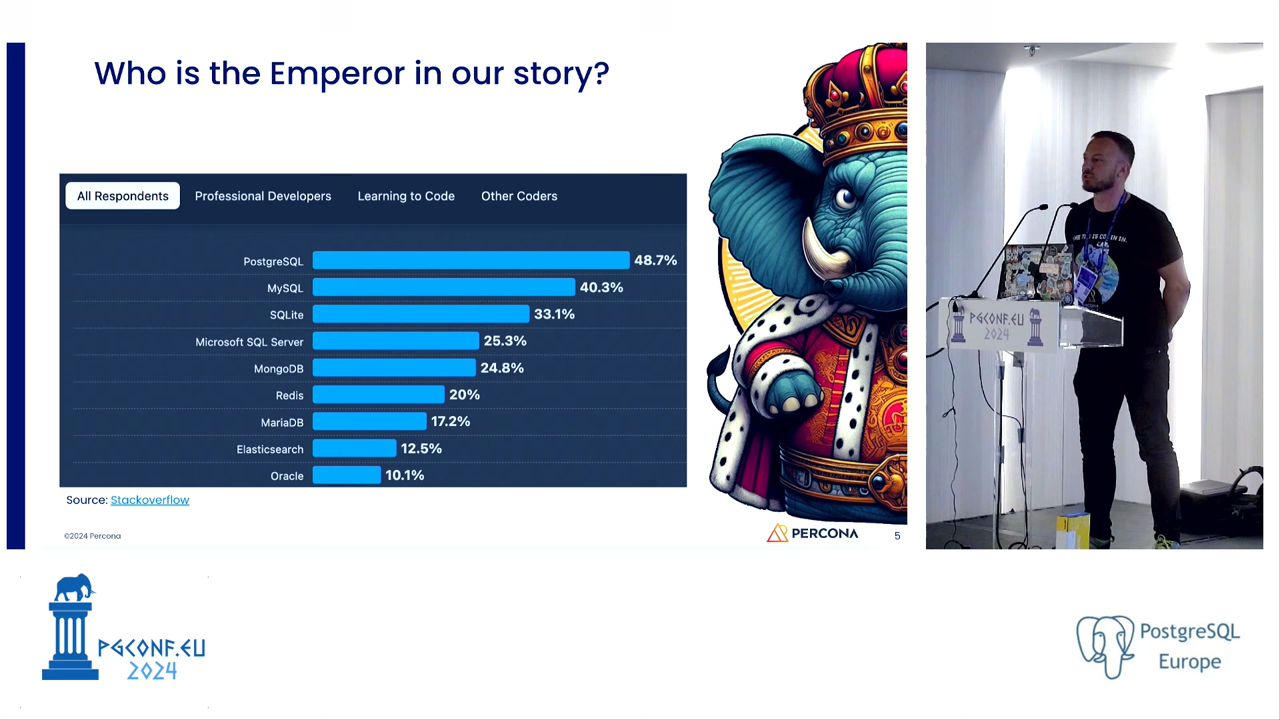 Who is the Emperor in our story?
All Respondents Professional Developers Learning to Code Other Coders
PostgreSQL 48.7%
MySQL 40.3%
SQLite 33.1%
Microsoft SQL Server 25.3%
MongoDB 24.8%
Redis 20%
MariaDB 17.2%
Elasticsearch 12.5%
Oracle 10.1%
Source: Stackoverflow
©2024 Percona
PERCONA
5
PGCONF.EU
2024
PGCONF.EU
2024
PostgreSQL
Europe